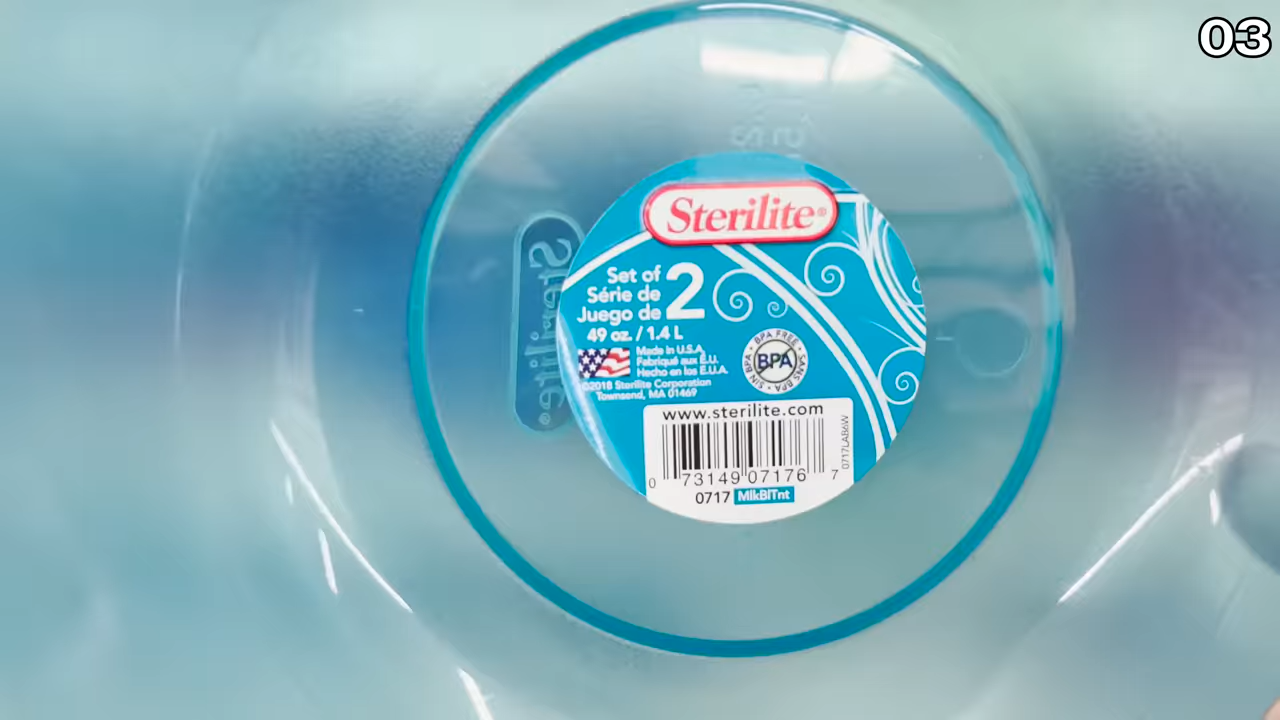 03
Sterilite®
Set of
Série de
Juego de
2
49 oz. / 1.4 L
Made in U.S.A.
Fabriqué aux É.U.
Hecho en los E.U.A.
©2018 Sterilite Corporation
Townsend, MA 01469
BPA FREE • SANS BPA • SIN BPA •
BPA
www.sterilite.com
0 73149 07176 7
0717LAB6W
0717 MlkBlTnt
Sterilite®